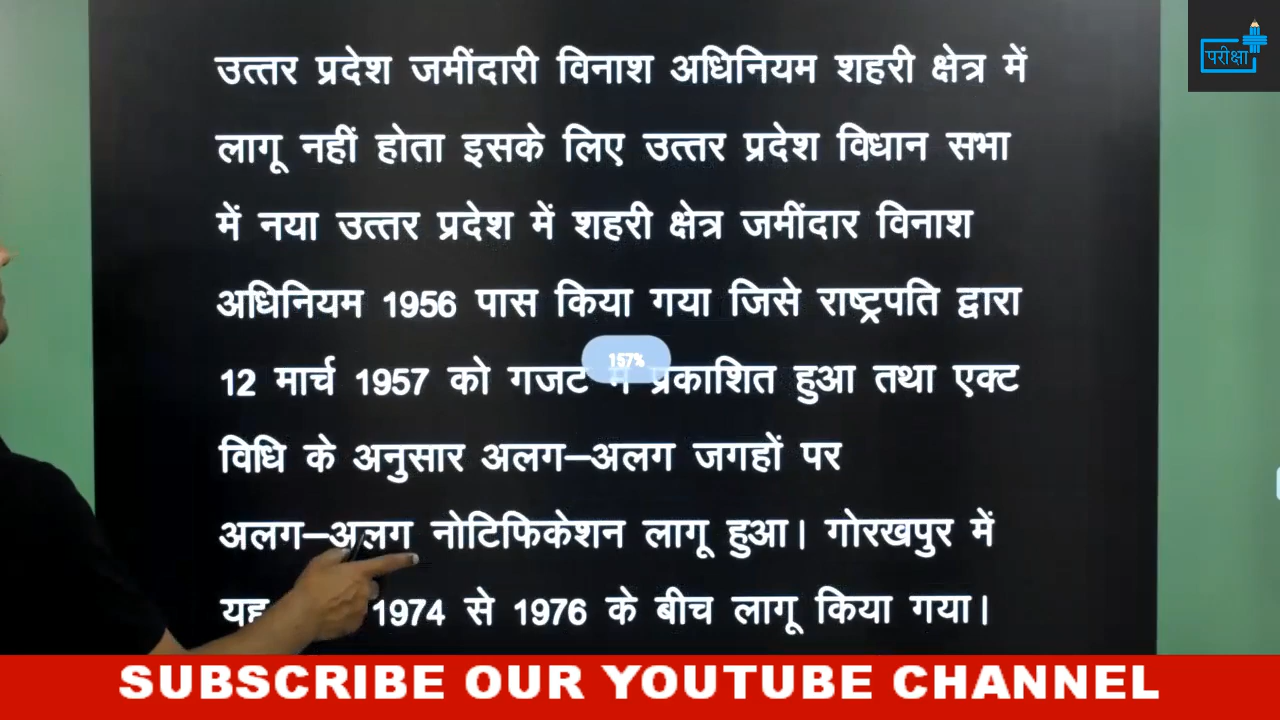 परीक्षा
उत्तर प्रदेश जमींदारी विनाश अधिनियम शहरी क्षेत्र में
लागू नहीं होता इसके लिए उत्तर प्रदेश विधान सभा
में नया उत्तर प्रदेश में शहरी क्षेत्र जमींदार विनाश
अधिनियम 1956 पास किया गया जिसे राष्ट्रपति द्वारा
157%
12 मार्च 1957 को गजट में प्रकाशित हुआ तथा एक्ट
विधि के अनुसार अलग–अलग जगहों पर
अलग–अलग नोटिफिकेशन लागू हुआ। गोरखपुर में
यह 1974 से 1976 के बीच लागू किया गया।
SUBSCRIBE OUR YOUTUBE CHANNEL